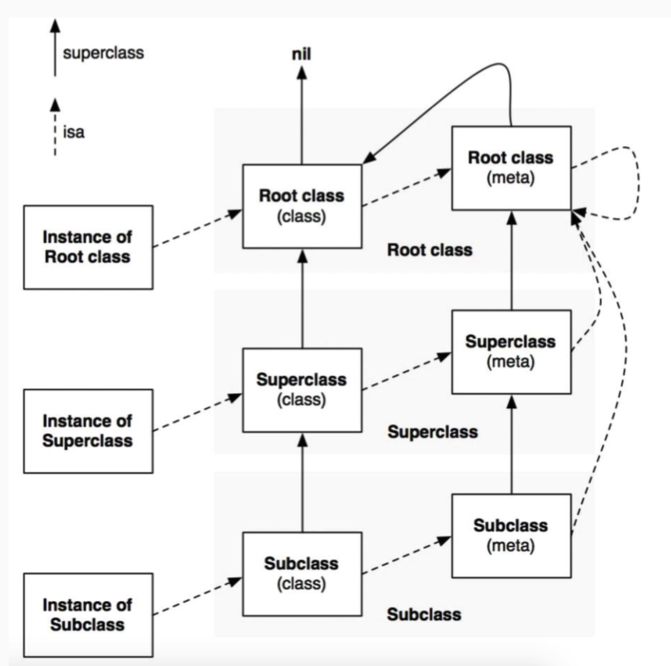 superclass
nil
isa
Root class
(meta)
Root class
(class)
Instance of
Root class
Root class
Superclass
(meta)
Superclass
(class)
Instance of
Superclass
Superclass
Subclass
(meta)
Subclass
(class)
Instance of
Subclass
Subclass